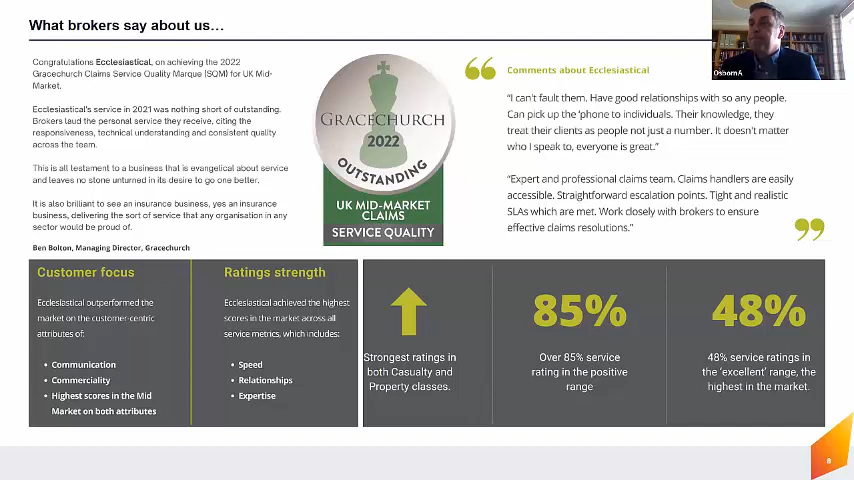 What brokers say about us…
OsbornA
Congratulations Ecclesiastical, on achieving the 2022
Gracechurch Claims Service Quality Marque (SQM) for UK Mid-
Market.
Ecclesiastical's service in 2021 was nothing short of outstanding.
Brokers laud the personal service they receive, citing the
responsiveness, technical understanding and consistent quality
across the team.
This is all testament to a business that is evangelical about service
and leaves no stone unturned in its desire to go one better.
It is also brilliant to see an insurance business, yes an insurance
business, delivering the sort of service that any organisation in any
sector would be proud of.
Ben Bolton, Managing Director, Gracechurch
GRACECHURCH
2022
OUTSTANDING
UK MID-MARKET
CLAIMS
SERVICE QUALITY
Comments about Ecclesiastical
“I can't fault them. Have good relationships with so any people.
Can pick up the 'phone to individuals. Their knowledge, they
treat their clients as people not just a number. It doesn't matter
who I speak to, everyone is great.”
“Expert and professional claims team. Claims handlers are easily
accessible. Straightforward escalation points. Tight and realistic
SLAs which are met. Work closely with brokers to ensure
effective claims resolutions.”
Customer focus
Ecclesiastical outperformed the
market on the customer-centric
attributes of:
• Communication
• Commerciality
• Highest scores in the Mid
Market on both attributes
Ratings strength
Ecclesiastical achieved the highest
scores in the market across all
service metrics, which includes:
• Speed
• Relationships
• Expertise
Strongest ratings in
both Casualty and
Property classes.
85%
Over 85% service
rating in the positive
range
48%
48% service ratings in
the ‘excellent’ range, the
highest in the market.
8